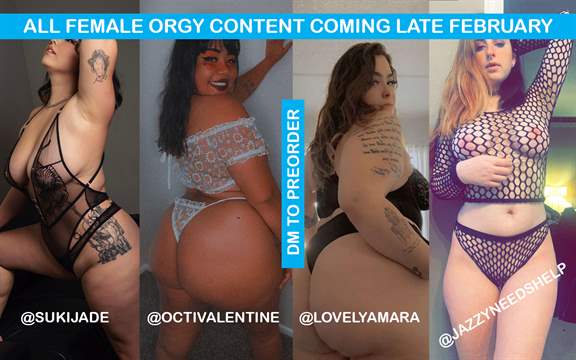 ALL FEMALE ORGY CONTENT COMING LATE FEBRUARY
DM TO PREORDER
@SUKIJADE
@OCTIVALENTINE
@LOVELYAMARA
@JAZZYNEEDSHELP